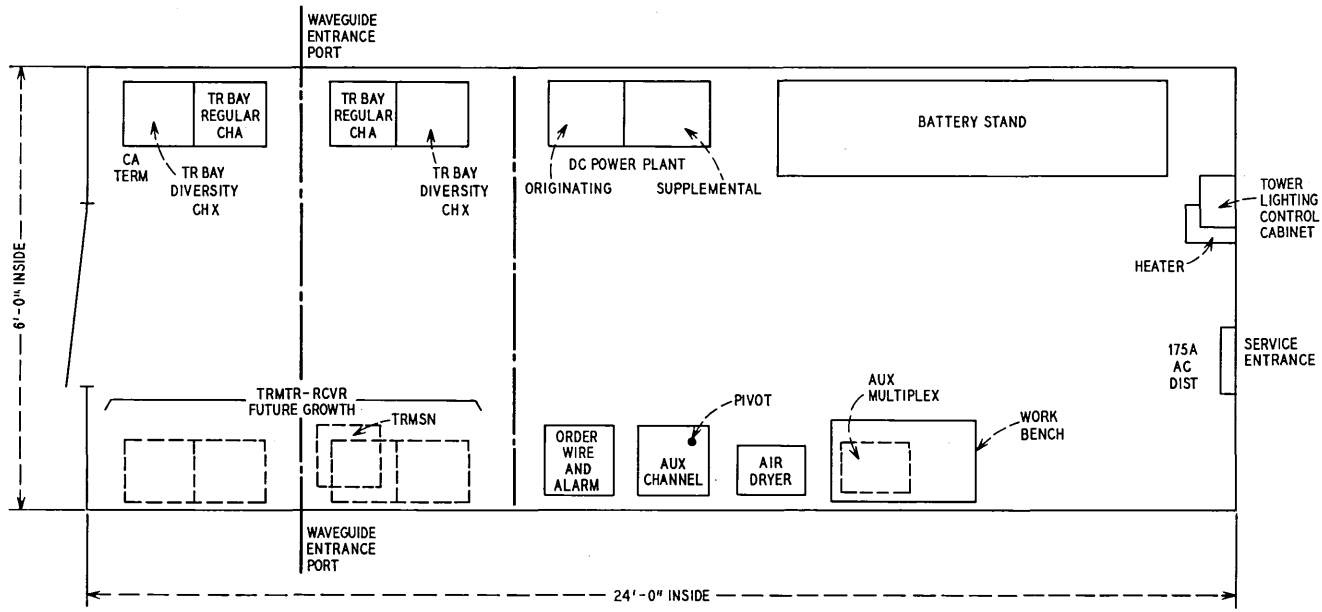 WAVEGUIDE
ENTRANCE
PORT
TR BAY
REGULAR
CHA
TR BAY
REGULAR
CHA
CA
TERM
TR BAY
DIVERSITY
CHX
TR BAY
DIVERSITY
CHX
DC POWER PLANT
ORIGINATING
SUPPLEMENTAL
BATTERY STAND
TOWER
LIGHTING
CONTROL
CABINET
HEATER
6'-0" INSIDE
175A
AC
DIST
SERVICE
ENTRANCE
TRMTR-RCVR
FUTURE GROWTH
TRMSN
ORDER
WIRE
AND
ALARM
PIVOT
AUX
CHANNEL
AIR
DRYER
AUX
MULTIPLEX
WORK
BENCH
WAVEGUIDE
ENTRANCE
PORT
24'-0" INSIDE